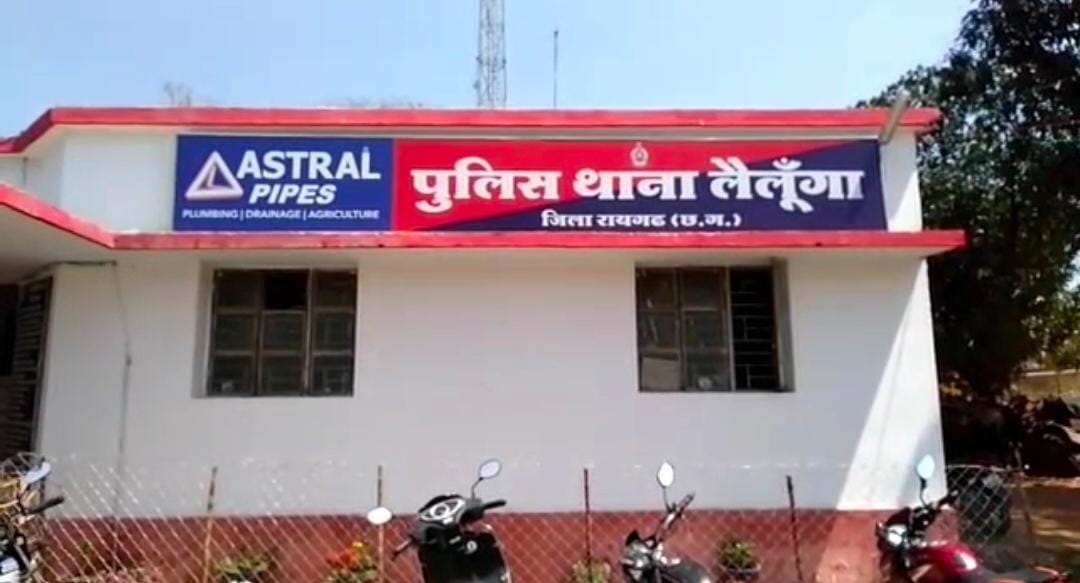 ASTRAL
PIPES
PLUMBING | DRAINAGE | AGRICULTURE
पुलिस थाना लैलूँगा
जिला रायगढ (छ.ग.)